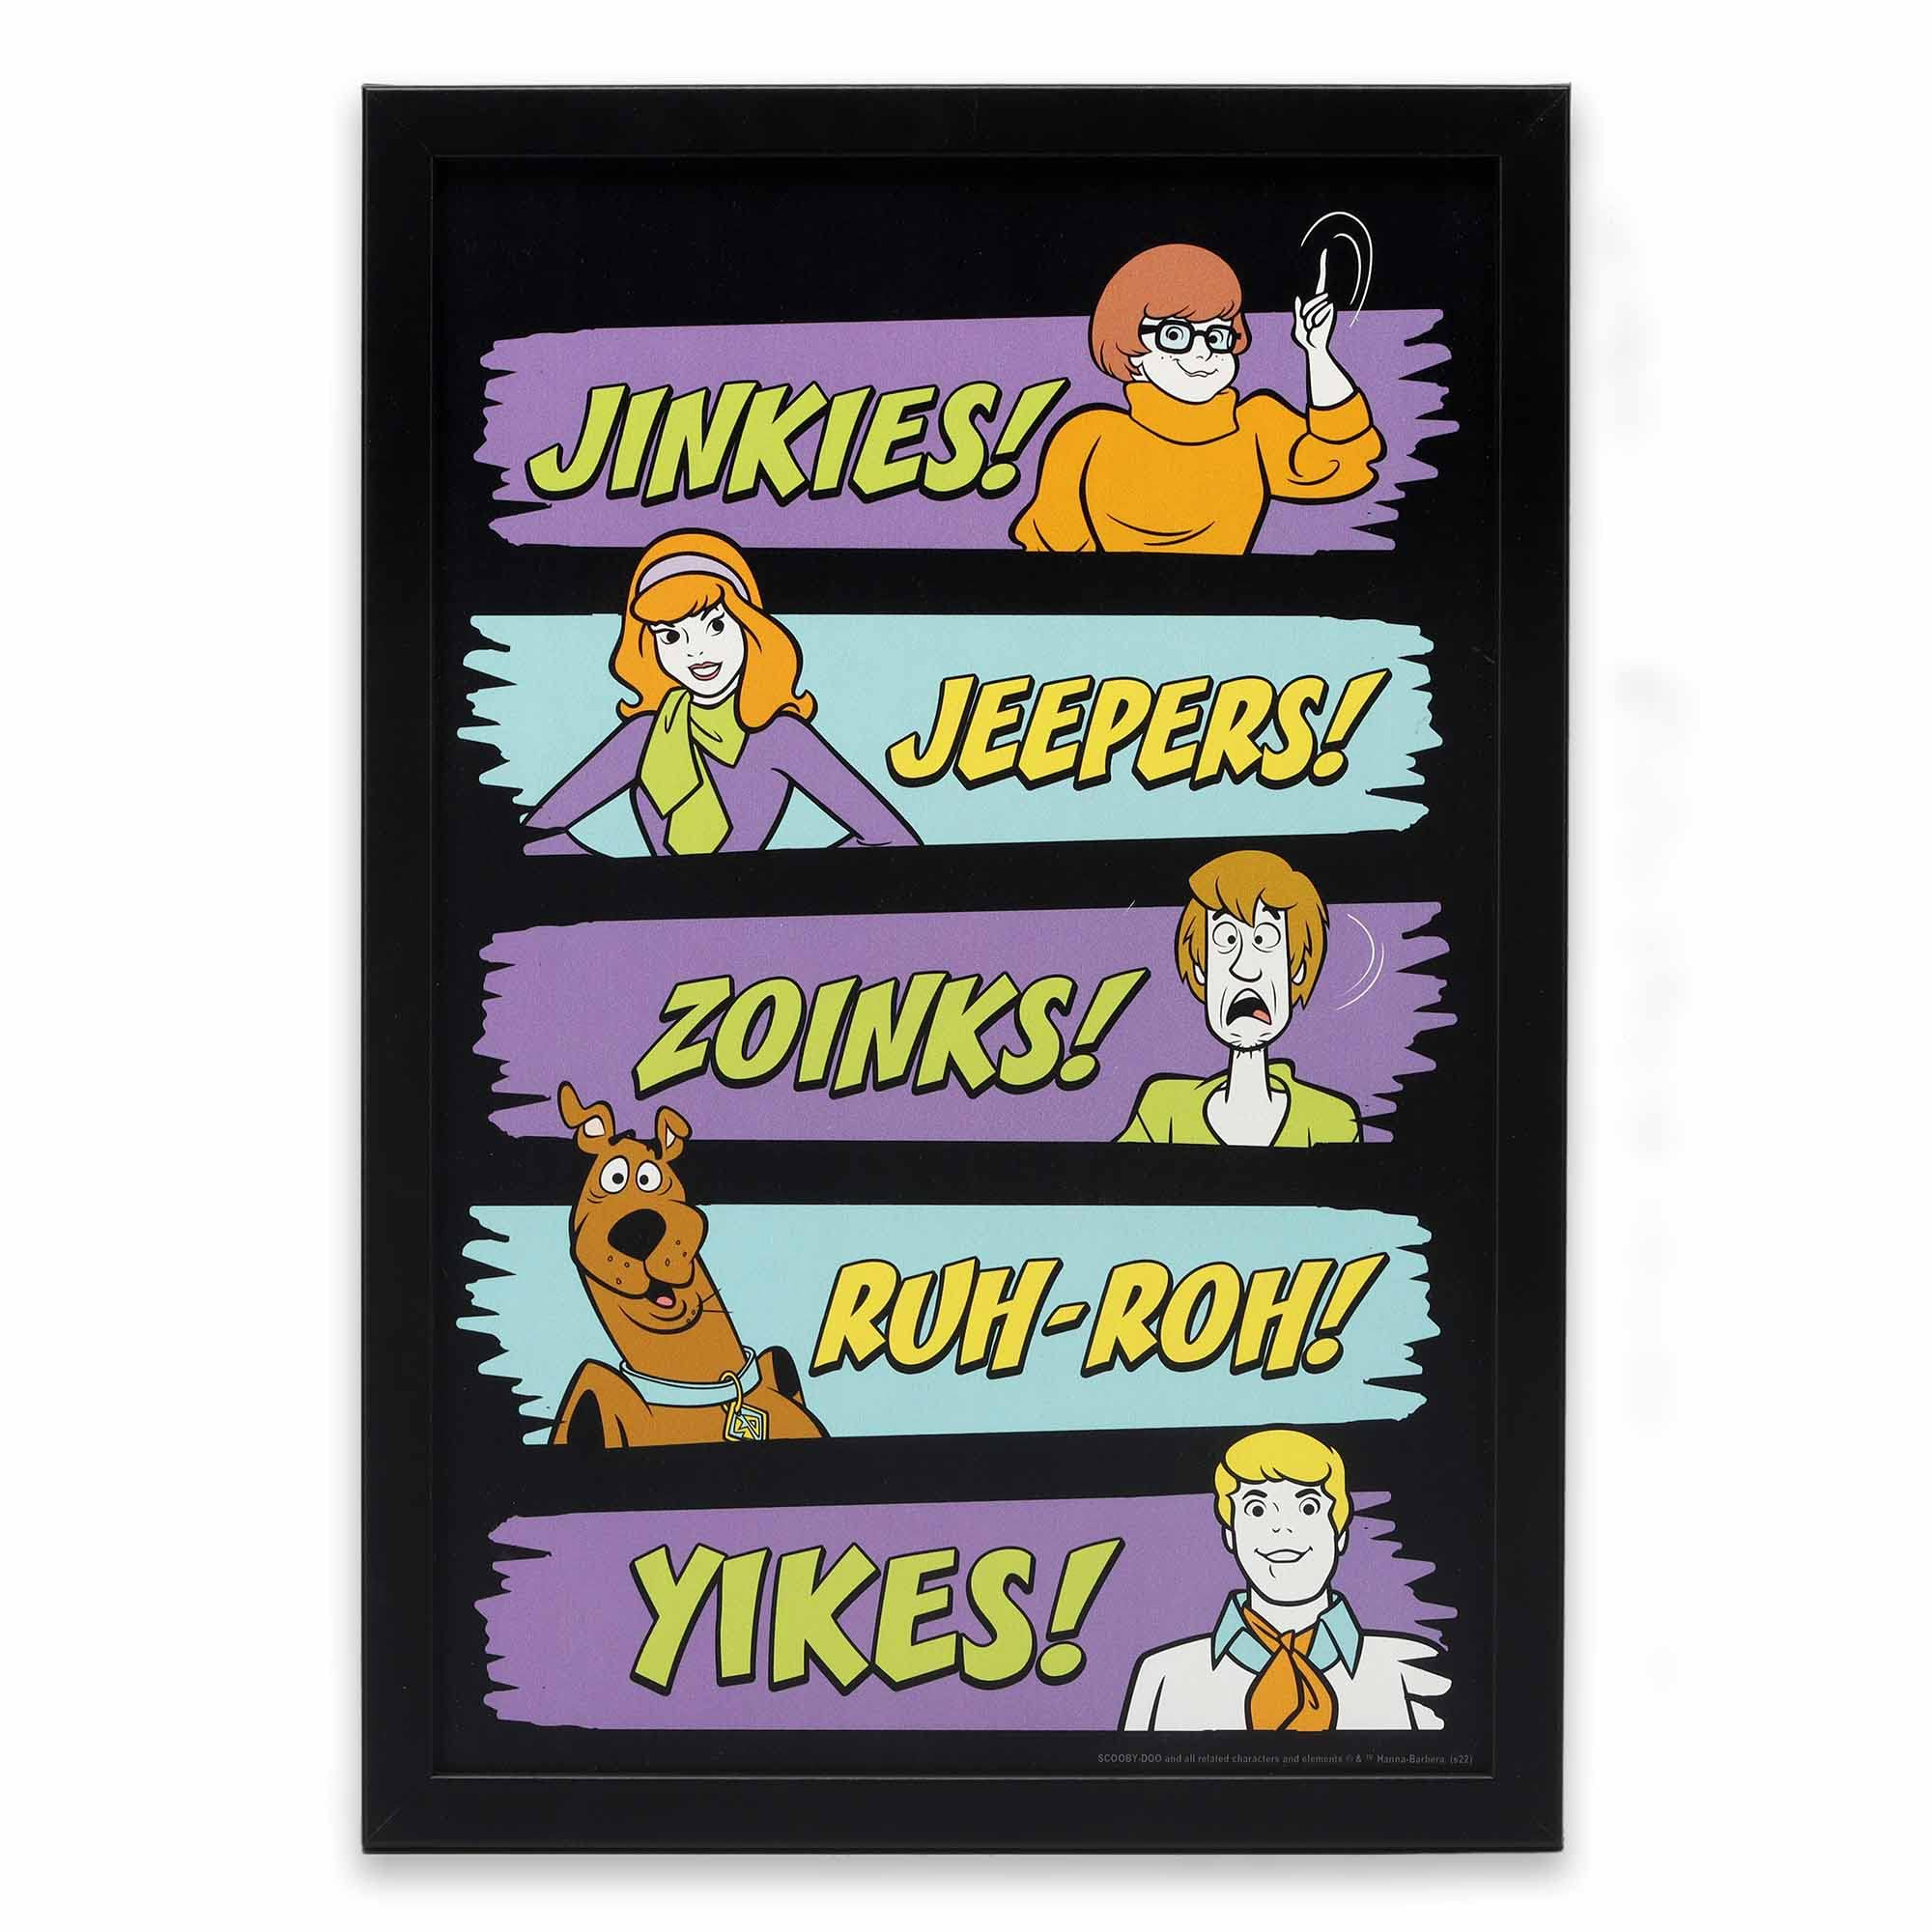 JINKIES!
JEEPERS!
ZOINKS!
RUH-ROH!
YIKES!
SCOOBY-DOO and all related characters and elements © & ™ Hanna-Barbera. (s22)